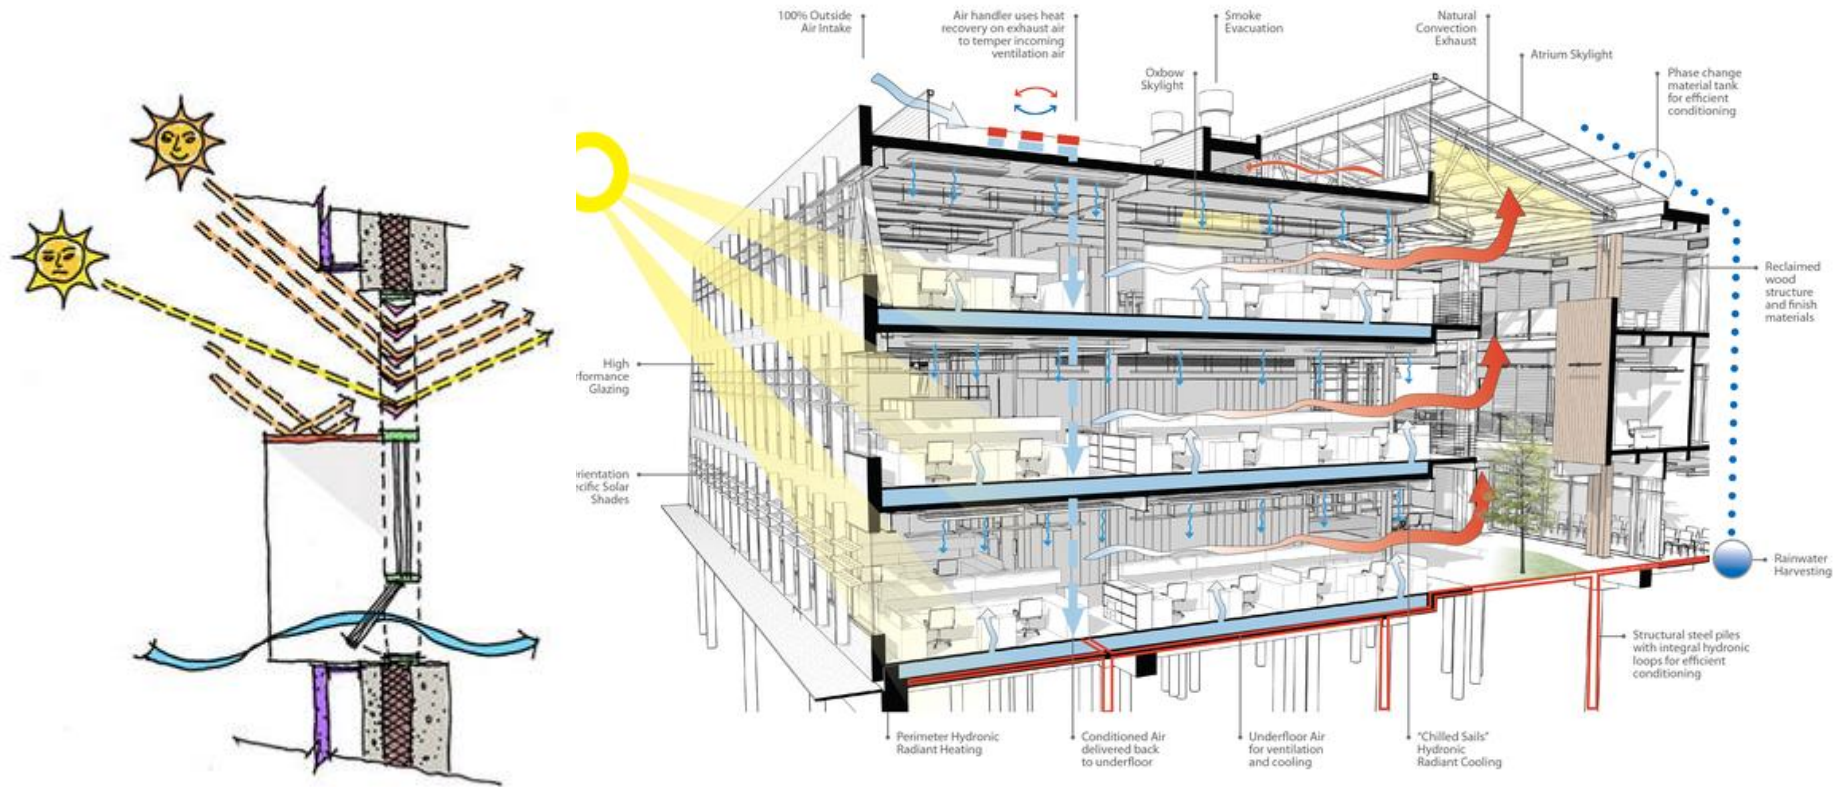 100% Outside
Air Intake
Air handler uses heat
recovery on exhaust air
to temper incoming
ventilation air
Smoke
Evacuation
Natural
Convection
Exhaust
Oxbow
Skylight
Atrium Skylight
Phase change
material tank
for efficient
conditioning
Reclaimed
wood
structure
and finish
materials
High
rformance
Glazing
rientation
ecific Solar
Shades
Rainwater
Harvesting
Structural steel piles
with integral hydronic
loops for efficient
conditioning
Perimeter Hydronic
Radiant Heating
Conditioned Air
delivered back
to underfloor
Underfloor Air
for ventilation
and cooling
"Chilled Sails"
Hydronic
Radiant Cooling